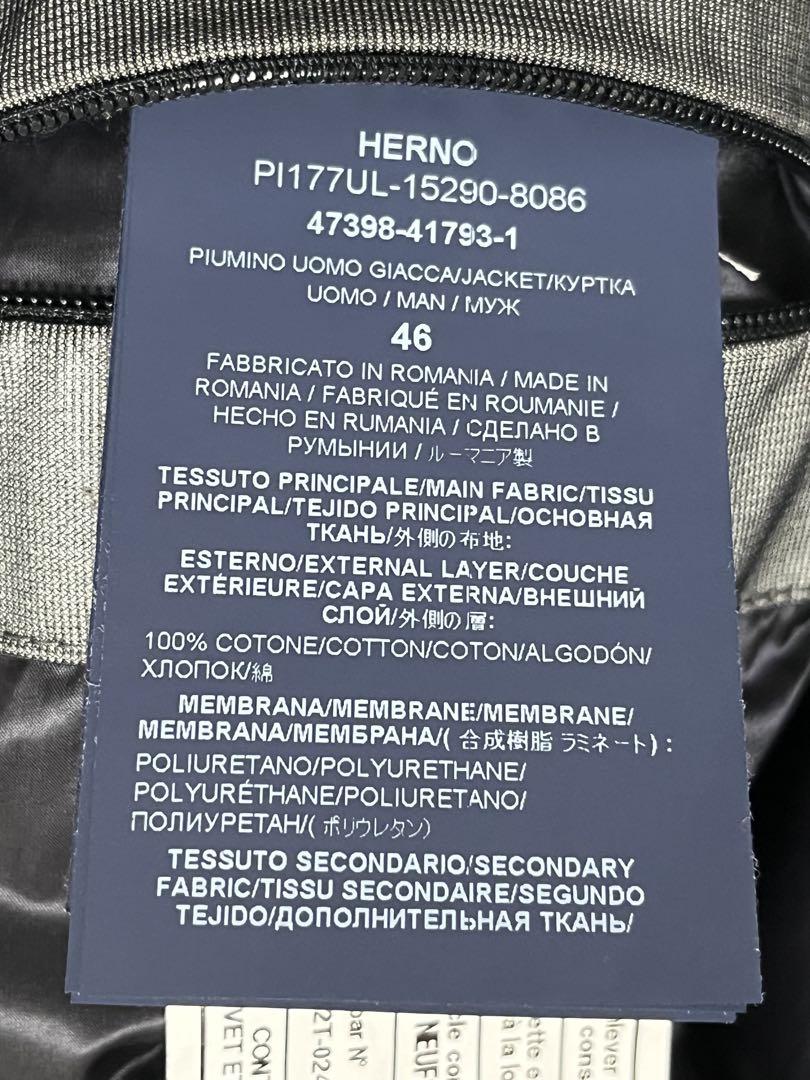 HERNO
PI177UL-15290-8086
47398-41793-1
PIUMINO UOMO GIACCA/JACKET/КУРТКА
UOMO / MAN / МУЖ
46
FABBRICATO IN ROMANIA / MADE IN
ROMANIA / FABRIQUÉ EN ROUMANIE /
HECHO EN RUMANIA / СДЕЛАНО В
РУМЫНИИ / ルーマニア製
TESSUTO PRINCIPALE/MAIN FABRIC/TISSU
PRINCIPAL/TEJIDO PRINCIPAL/ОСНОВНАЯ
ТКАНЬ/外側の布地:
ESTERNO/EXTERNAL LAYER/COUCHE
EXTÉRIEURE/CAPA EXTERNA/ВНЕШНИЙ
СЛОЙ/外側の層:
100% COTONE/COTTON/COTON/ALGODÓN/
ХЛОПОК/綿
MEMBRANA/MEMBRANE/MEMBRANE/
MEMBRANA/МЕМБРАНА/( 合成樹脂 ラミネート) :
POLIURETANO/POLYURETHANE/
POLYURÉTHANE/POLIURETANO/
ПОЛИУРЕТАН/( ポリウレタン)
TESSUTO SECONDARIO/SECONDARY
FABRIC/TISSU SECONDAIRE/SEGUNDO
TEJIDO/ДОПОЛНИТЕЛЬНАЯ ТКАНЬ/